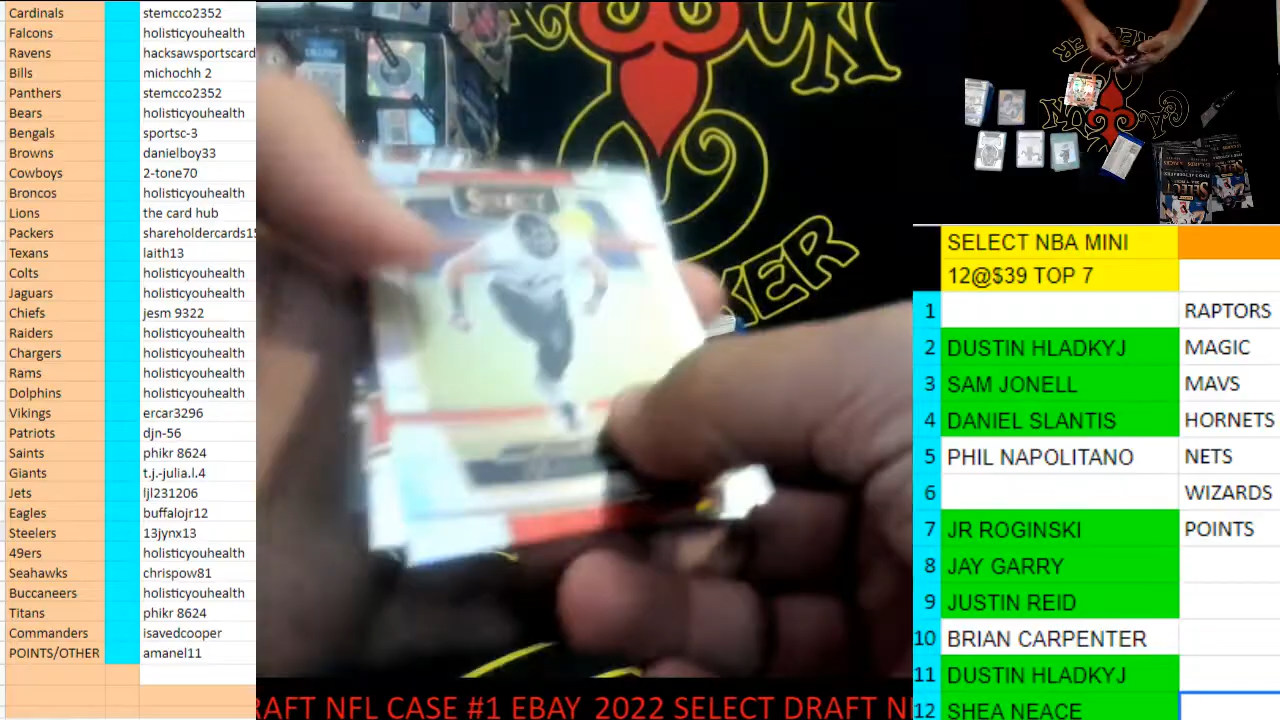 Cardinals stemcco2352
Falcons holisticyouhealth
Ravens hacksawsportscard
Bills michochh 2
Panthers stemcco2352
Bears holisticyouhealth
Bengals sportsc-3
Browns danielboy33
Cowboys 2-tone70
Broncos holisticyouhealth
Lions the card hub
Packers shareholdercards15
Texans laith13
Colts holisticyouhealth
Jaguars holisticyouhealth
Chiefs jesm 9322
Raiders holisticyouhealth
Chargers holisticyouhealth
Rams holisticyouhealth
Dolphins holisticyouhealth
Vikings ercar3296
Patriots djn-56
Saints phikr 8624
Giants t.j.-julia.l.4
Jets ljl231206
Eagles buffalojr12
Steelers 13jynx13
49ers holisticyouhealth
Seahawks chrispow81
Buccaneers holisticyouhealth
Titans phikr 8624
Commanders isavedcooper
POINTS/OTHER amanel11
SELECT
KER
RAFT NFL CASE #1 EBAY 2022 SELECT DRAFT N
SELECT
SELECT NBA MINI
12@$39 TOP 7
1 RAPTORS
2 DUSTIN HLADKYJ MAGIC
3 SAM JONELL MAVS
4 DANIEL SLANTIS HORNETS
5 PHIL NAPOLITANO NETS
6 WIZARDS
7 JR ROGINSKI POINTS
8 JAY GARRY
9 JUSTIN REID
10 BRIAN CARPENTER
11 DUSTIN HLADKYJ
12 SHEA NEACE